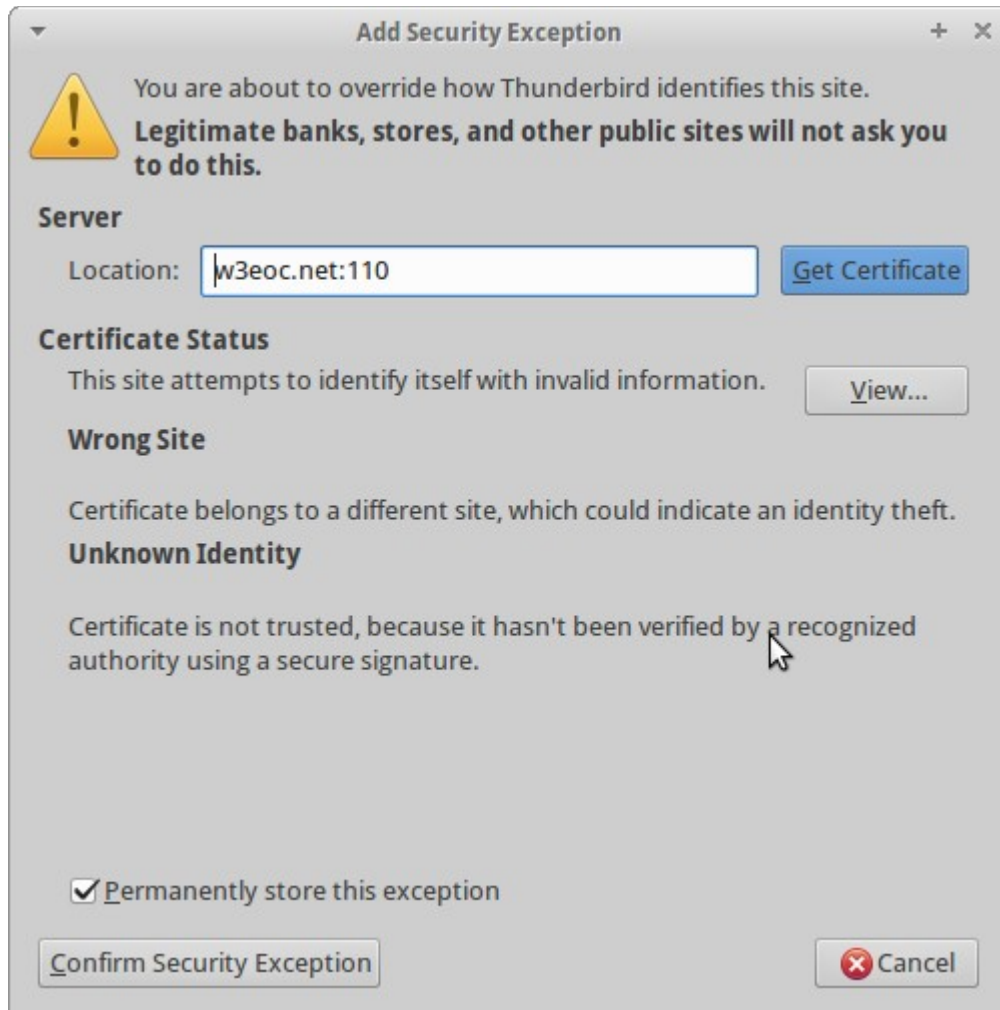 Add Security Exception
You are about to override how Thunderbird identifies this site.
Legitimate banks, stores, and other public sites will not ask you
to do this.
Server
Location: w3eoc.net:110 Get Certificate
Certificate Status
This site attempts to identify itself with invalid information. View...
Wrong Site
Certificate belongs to a different site, which could indicate an identity theft.
Unknown Identity
Certificate is not trusted, because it hasn't been verified by a recognized
authority using a secure signature.
Permanently store this exception
Confirm Security Exception Cancel